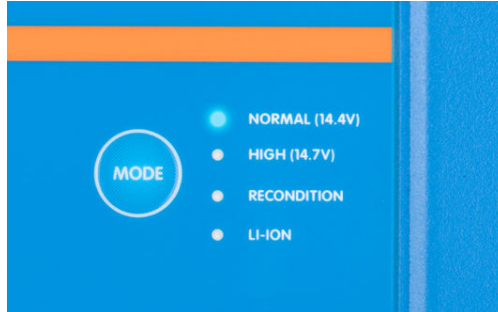 NORMAL (14.4V)
HIGH (14.7V)
MODE
RECONDITION
LI-ION